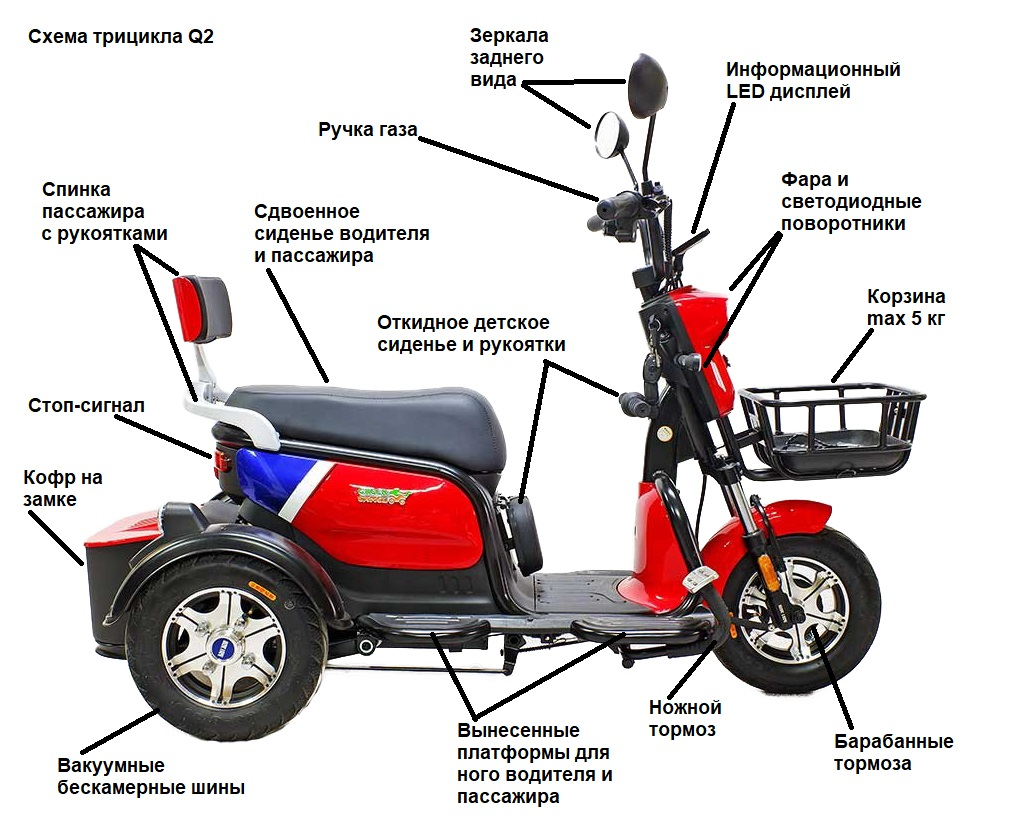 Схема трицикла Q2
Зеркала
заднего
вида
Информационный
LED дисплей
Ручка газа
Спинка
пассажира
с рукоятками
Сдвоенное
сиденье водителя
и пассажира
Фара и
светодиодные
поворотники
Откидное детское
сиденье и рукоятки
Корзина
max 5 кг
Стоп-сигнал
Кофр на
замке
Ножной
тормоз
Вынесенные
платформы для
ного водителя и
пассажира
Барабанные
тормоза
Вакуумные
бескамерные шины